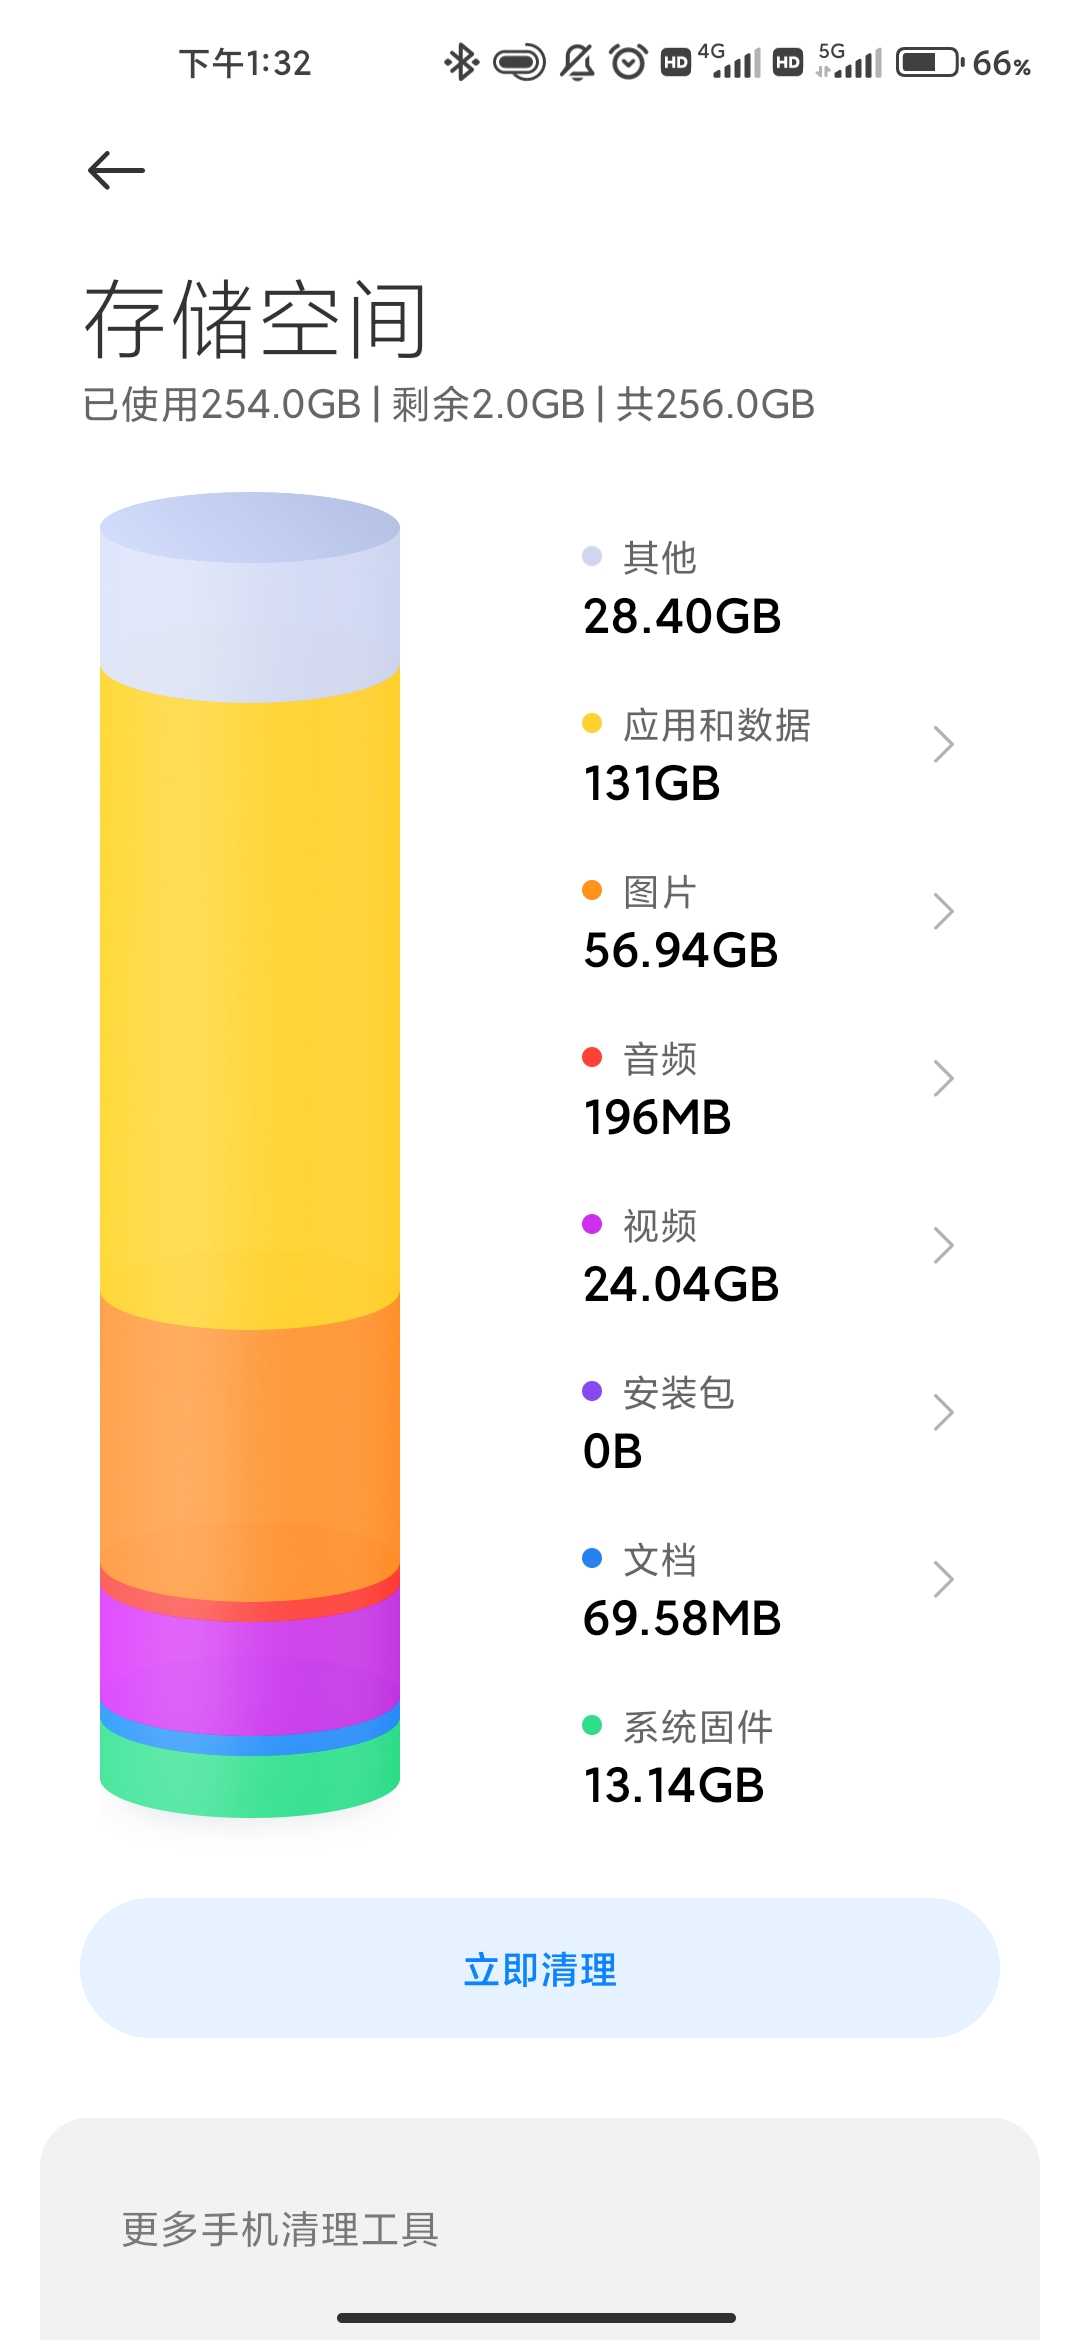 下午1:32
HD 4G HD 5G 66%
存储空间
已使用254.0GB | 剩余2.0GB | 共256.0GB
其他
28.40GB
应用和数据
131GB
图片
56.94GB
音频
196MB
视频
24.04GB
安装包
0B
文档
69.58MB
系统固件
13.14GB
立即清理
更多手机清理工具